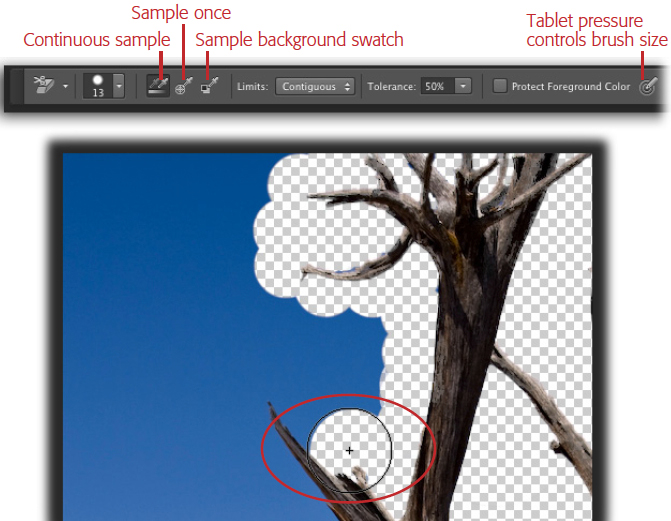 Sample once
Continuous sample
Sample background swatch
Tablet pressure
controls brush size
13
Limits: Contiguous
Tolerance: 50%
Protect Foreground Color